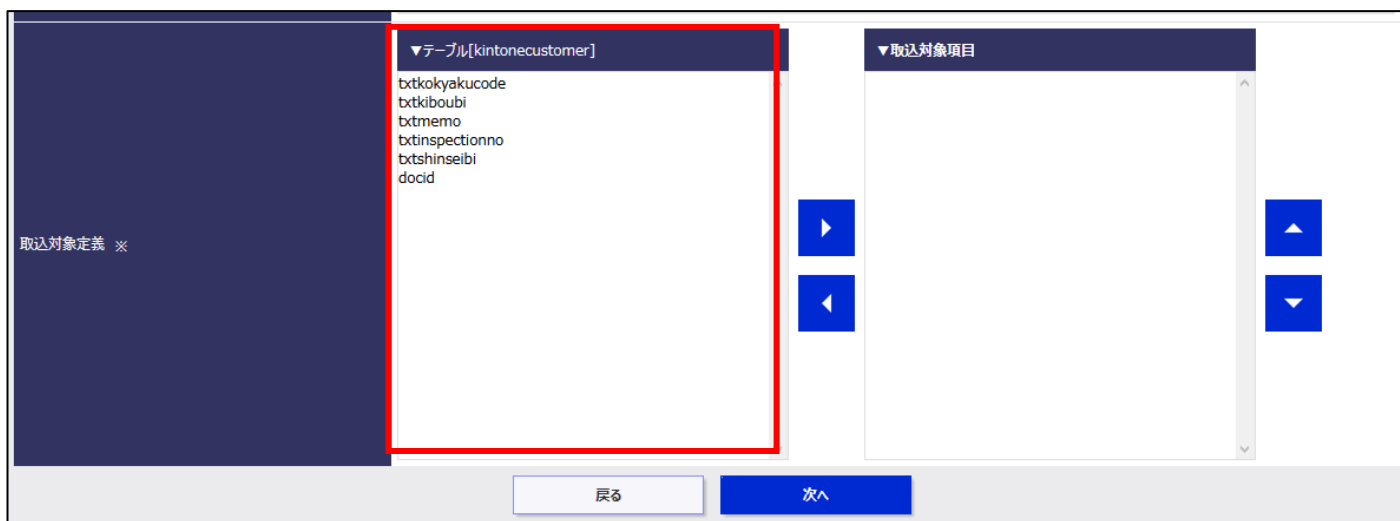 ▼テーブル[kintonecustomer]
▼取込対象項目
txtkokyakucode
txtkiboubi
txtmemo
txtinspectionno
txtshinseibi
docid
取込対象定義 ※
戻る
次へ